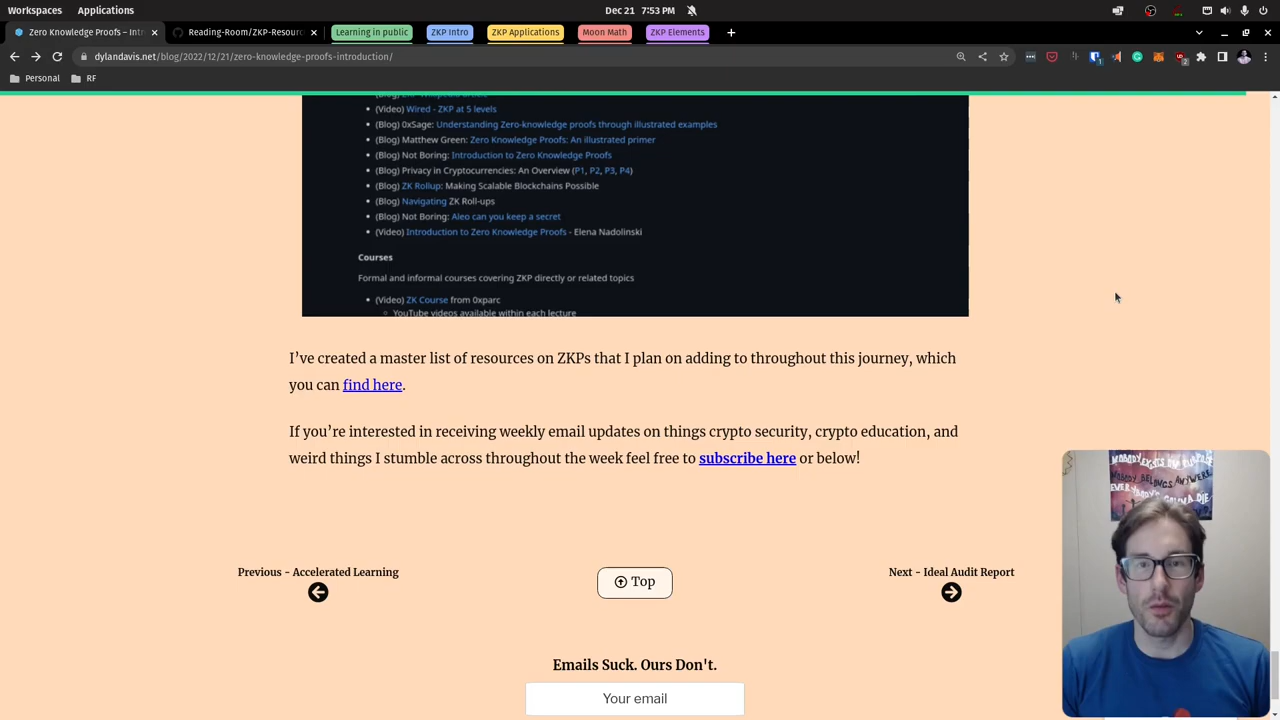 Workspaces Applications Dec 21 7:53 PM
Zero Knowledge Proofs – Intr Reading-Room/ZKP-Resourc Learning in public ZKP Intro ZKP Applications Moon Math ZKP Elements
dylandavis.net/blog/2022/12/21/zero-knowledge-proofs-introduction/
Personal RF
(Video) Wired - ZKP at 5 levels
(Blog) 0xSage: Understanding Zero-knowledge proofs through illustrated examples
(Blog) Matthew Green: Zero Knowledge Proofs: An illustrated primer
(Blog) Not Boring: Introduction to Zero Knowledge Proofs
(Blog) Privacy in Cryptocurrencies: An Overview (P1, P2, P3, P4)
(Blog) ZK Rollup: Making Scalable Blockchains Possible
(Blog) Navigating ZK Roll-ups
(Blog) Not Boring: Aleo can you keep a secret
(Video) Introduction to Zero Knowledge Proofs - Elena Nadolinski
Courses
Formal and informal courses covering ZKP directly or related topics
(Video) ZK Course from 0xparc
YouTube videos available within each lecture
I’ve created a master list of resources on ZKPs that I plan on adding to throughout this journey, which
you can find here.
If you’re interested in receiving weekly email updates on things crypto security, crypto education, and
weird things I stumble across throughout the week feel free to subscribe here or below!
NOBODY EXISTS ON PURPOSE
NOBODY BELONGS ANYWHERE
Previous - Accelerated Learning
Top
Next - Ideal Audit Report
Emails Suck. Ours Don't.
Your email